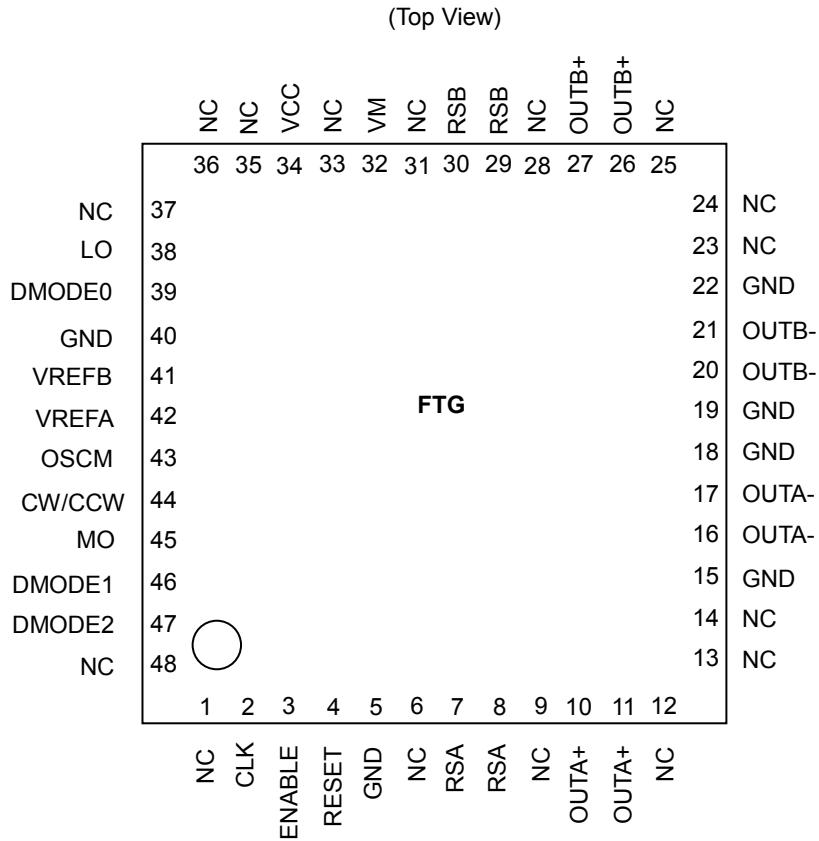 (Top View)
NC NC VCC NC VM NC RSB RSB NC OUTB+ OUTB+ NC
36 35 34 33 32 31 30 29 28 27 26 25
NC 37
LO 38
DMODE0 39
GND 40
VREFB 41
VREFA 42
OSCM 43
CW/CCW 44
MO 45
DMODE1 46
DMODE2 47
NC 48
FTG
24 NC
23 NC
22 GND
21 OUTB-
20 OUTB-
19 GND
18 GND
17 OUTA-
16 OUTA-
15 GND
14 NC
13 NC
1 2 3 4 5 6 7 8 9 10 11 12
NC CLK ENABLE RESET GND NC RSA RSA NC OUTA+ OUTA+ NC